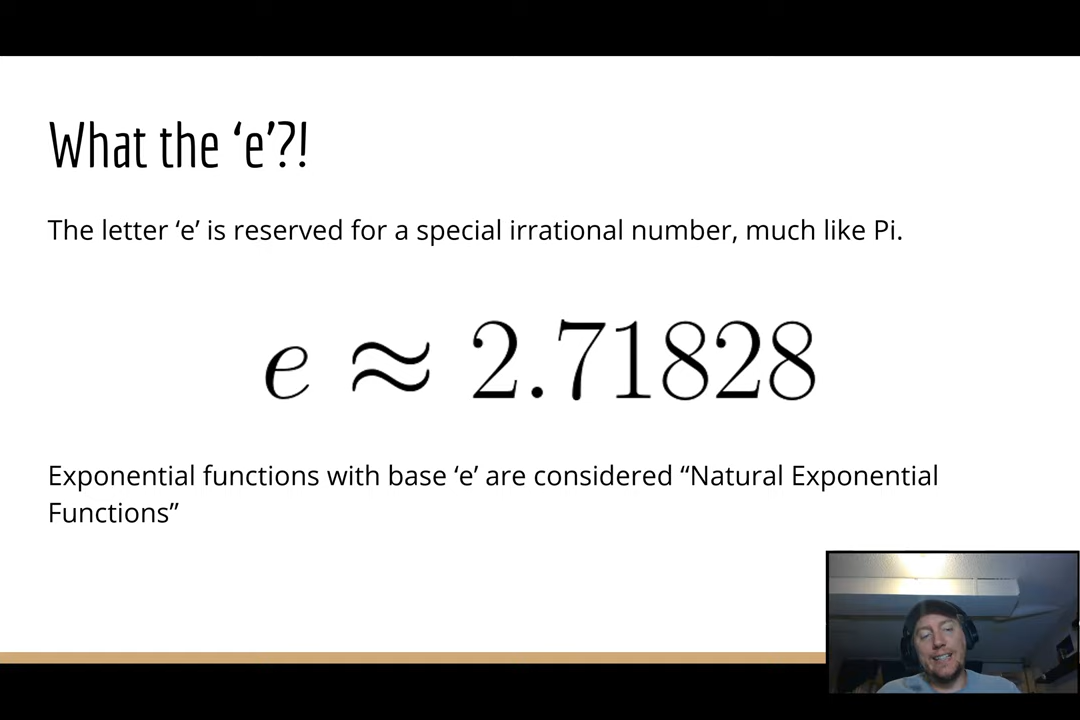 What the ‘e’?!
The letter ‘e’ is reserved for a special irrational number, much like Pi.
e ≈ 2.71828
Exponential functions with base ‘e’ are considered “Natural Exponential
Functions”